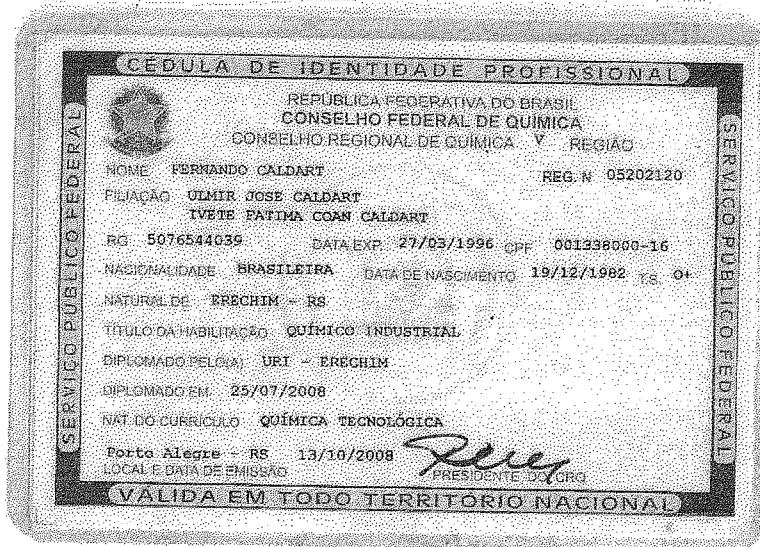 CEDULA DE IDENTIDADE PROFISSIONAL
SERVIÇO PÚBLICO FEDERAL
REPÚBLICA FEDERATIVA DO BRASIL
CONSELHO FEDERAL DE QUÍMICA
CONSELHO REGIONAL DE QUÍMICA V REGIÃO
NOME FERNANDO CALDART REG. N 05202120
FILIAÇÃO ULMIR JOSE CALDART
IVETE FATIMA COAN CALDART
RG 5076544039 DATA EXP. 27/03/1996 CPF 001338000-16
NACIONALIDADE BRASILEIRA DATA DE NASCIMENTO 19/12/1982 T.S. O+
NATURAL DE ERECHIM - RS
TÍTULO DA HABILITAÇÃO QUÍMICO INDUSTRIAL
DIPLOMADO PELO(A) URI - ERECHIM
DIPLOMADO EM 25/07/2008
NAT. DO CURRÍCULO QUÍMICA TECNOLÓGICA
Porto Alegre - RS 13/10/2008
LOCAL E DATA DE EMISSÃO PRESIDENTE DO CRQ
SERVIÇO PÚBLICO FEDERAL
VÁLIDA EM TODO TERRITÓRIO NACIONAL